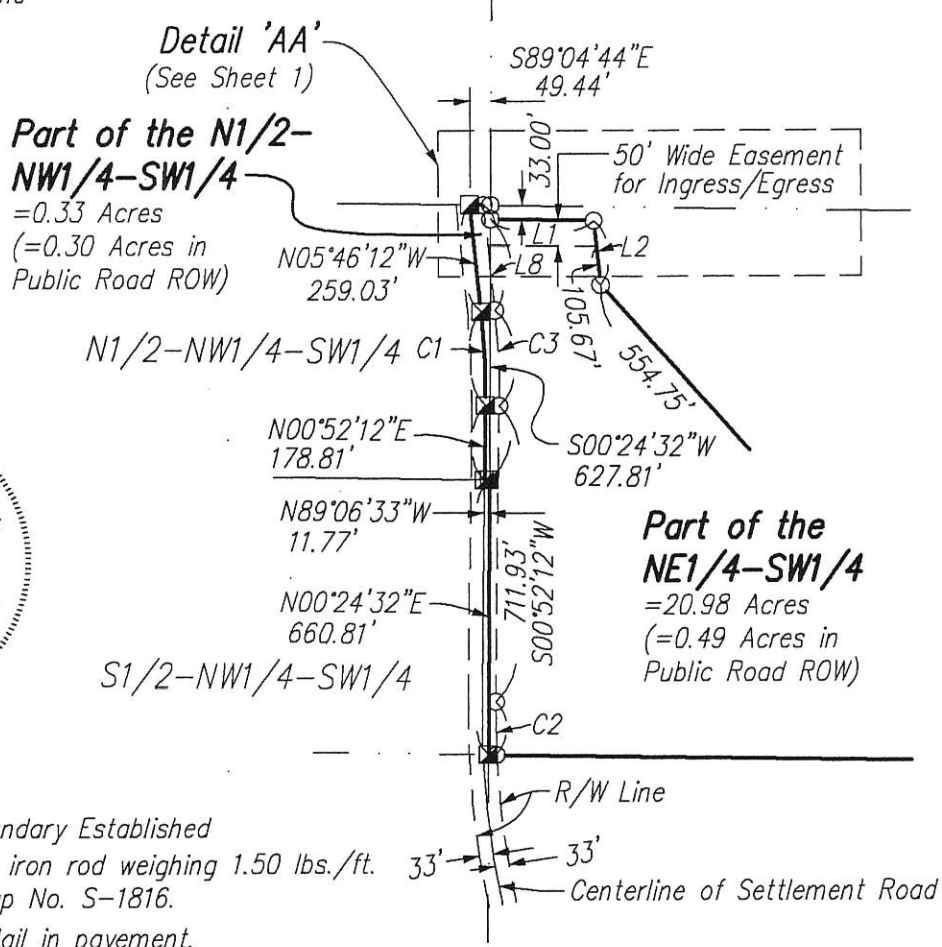 Detail 'AA'
(See Sheet 1)
S89°04'44"E
49.44'
Part of the N1/2-
NW1/4-SW1/4
=0.33 Acres
(=0.30 Acres in
Public Road ROW)
33.00'
50' Wide Easement
for Ingress/Egress
L1
L2
N05°46'12"W
259.03'
L8
105.67'
554.75'
N1/2-NW1/4-SW1/4
C1
C3
N00°52'12"E
178.81'
S00°24'32"W
627.81'
N89°06'33"W
11.77'
711.93'
S00°52'12"W
Part of the
NE1/4-SW1/4
=20.98 Acres
(=0.49 Acres in
Public Road ROW)
N00°24'32"E
660.81'
S1/2-NW1/4-SW1/4
C2
R/W Line
ndary Established
iron rod weighing 1.50 lbs./ft.
p No. S-1816.
33'
33'
Centerline of Settlement Road
ail in pavement.